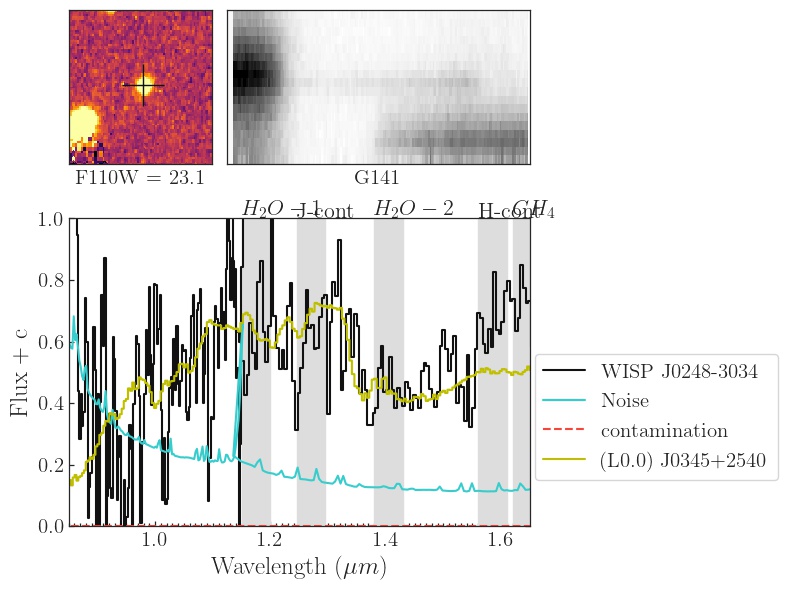 F110W = 23.1
G141
H₂O − 1
J-cont
H₂O − 2
H-cont
CH₄
1.0
0.8
0.6
0.4
0.2
0.0
Flux + c
1.0
1.2
1.4
1.6
Wavelength (μm)
WISP J0248-3034
Noise
contamination
(L0.0) J0345+2540